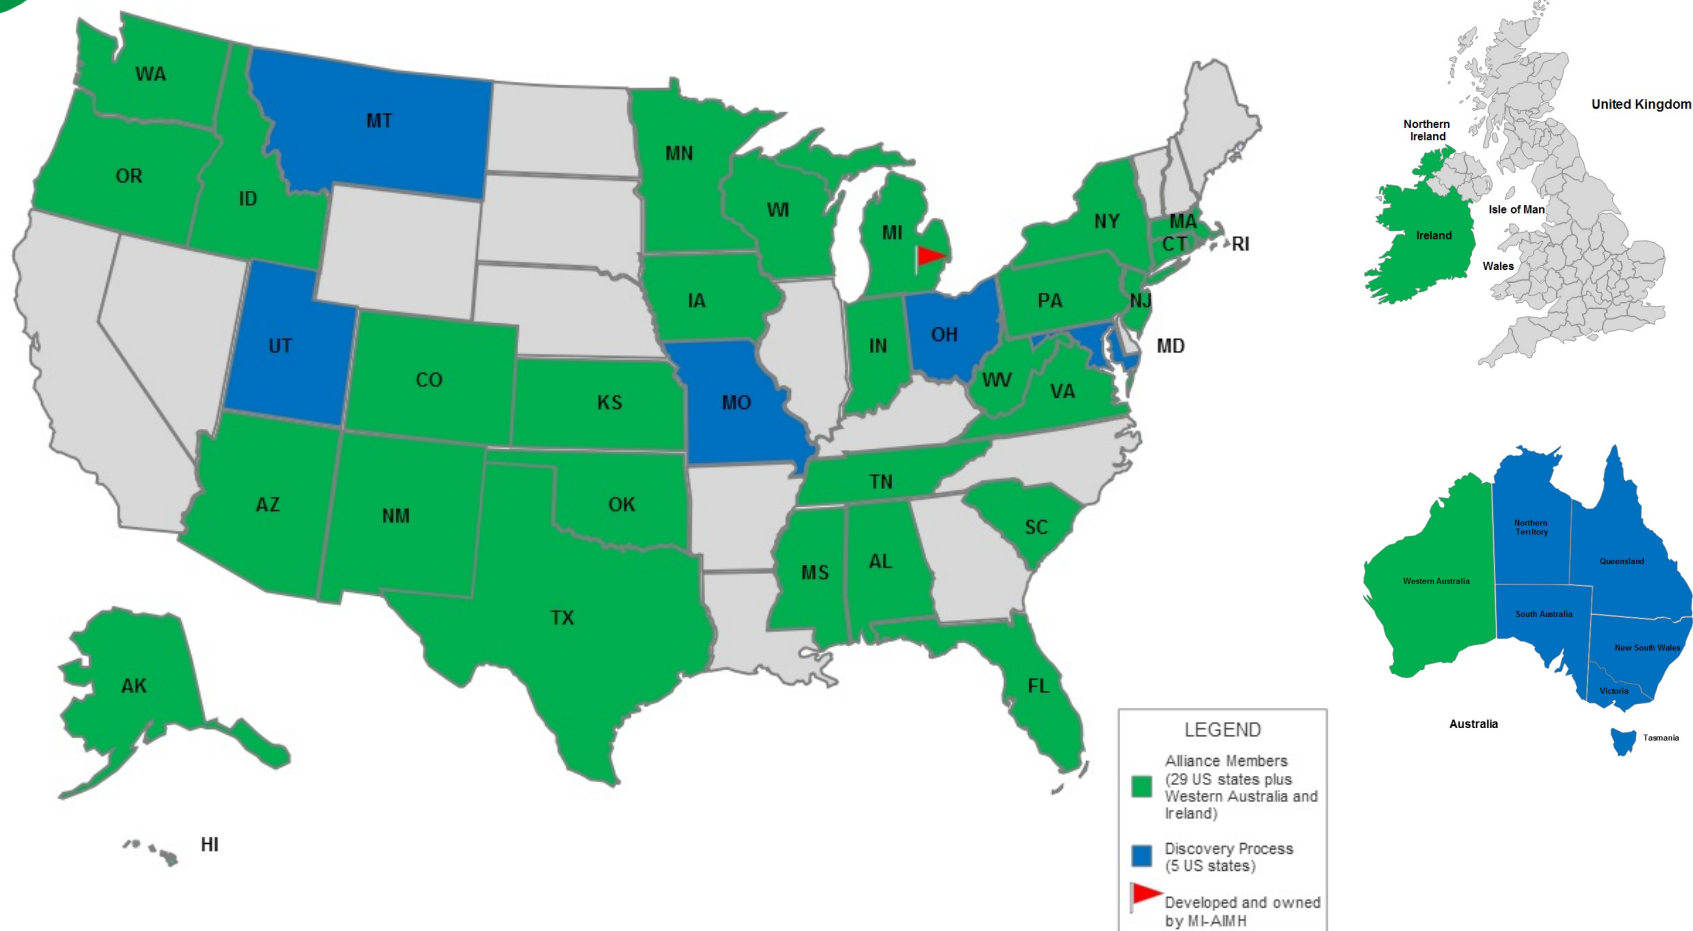 WA
MT
MN
OR
ID
WI
MI
NY
MA
CT
RI
IA
PA
NJ
UT
OH
IN
MD
CO
WV
VA
KS
MO
TN
AZ
NM
OK
SC
MS
AL
TX
FL
AK
HI
United Kingdom
Northern
Ireland
Isle of Man
Ireland
Wales
Northern
Territory
Queensland
Western Australia
South Australia
New South Wales
Victoria
Australia
Tasmania
LEGEND
Alliance Members
(29 US states plus
Western Australia and
Ireland)
Discovery Process
(5 US states)
Developed and owned
by MI-AIMH